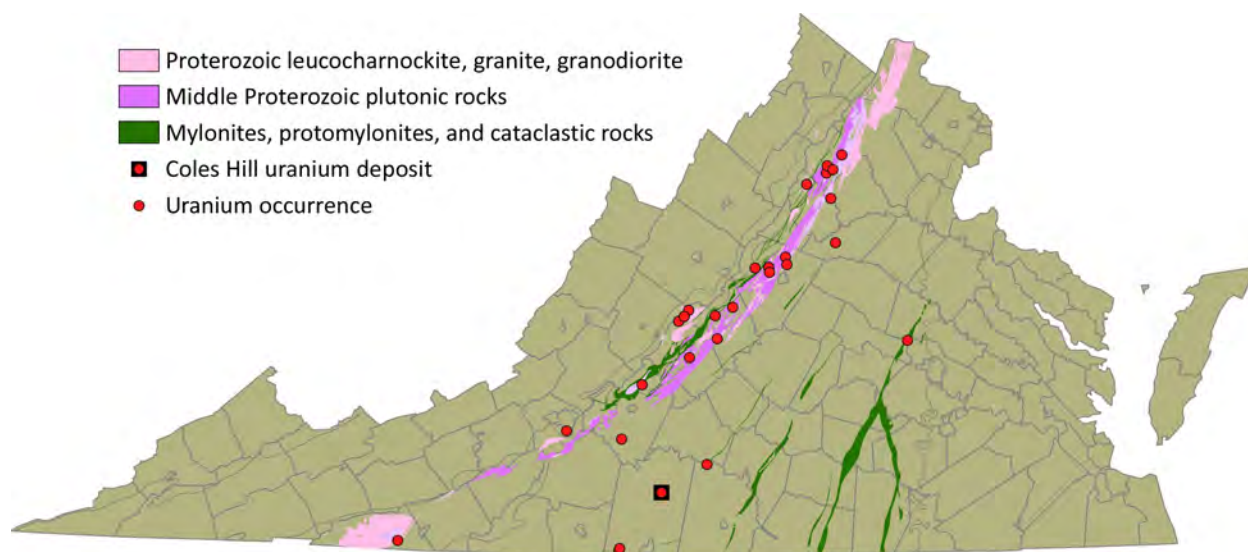 Proterozoic leucocharnockite, granite, granodiorite
Middle Proterozoic plutonic rocks
Mylonites, protomylonites, and cataclastic rocks
Coles Hill uranium deposit
Uranium occurrence